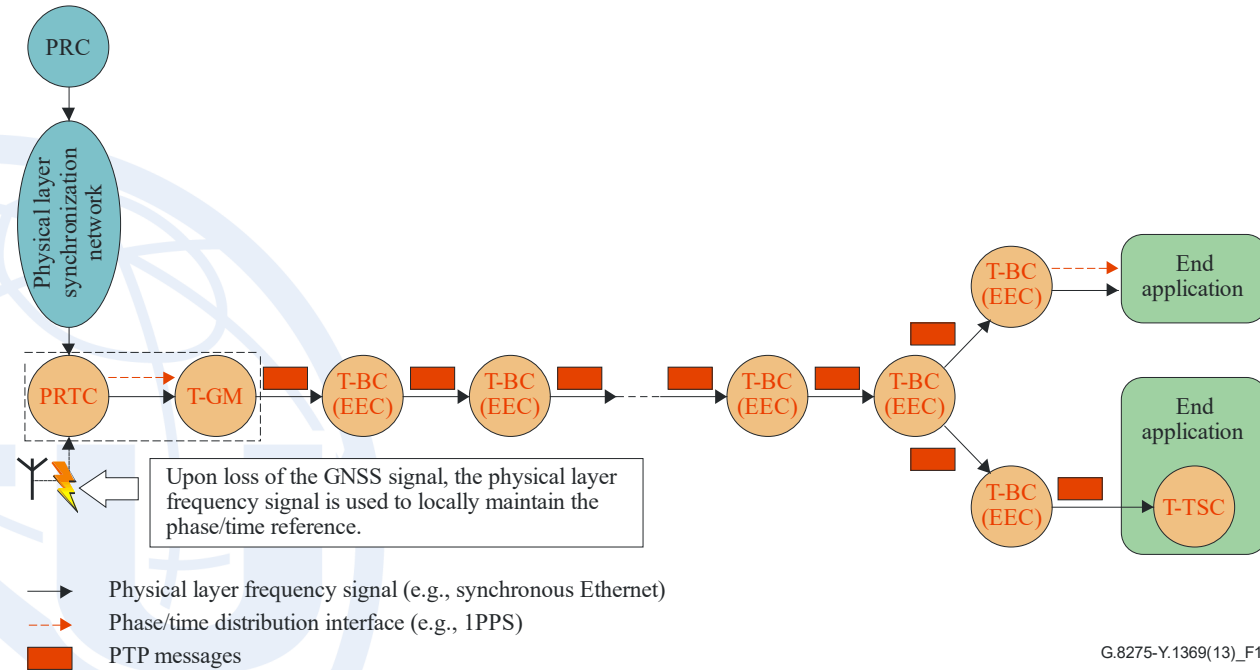 PRC
Physical layer
synchronization
network
PRTC
T-GM
T-BC
(EEC)
T-BC
(EEC)
T-BC
(EEC)
T-BC
(EEC)
T-BC
(EEC)
End
application
T-BC
(EEC)
End
application
T-TSC
Upon loss of the GNSS signal, the physical layer
frequency signal is used to locally maintain the
phase/time reference.
Physical layer frequency signal (e.g., synchronous Ethernet)
Phase/time distribution interface (e.g., 1PPS)
PTP messages
G.8275-Y.1369(13)_F1